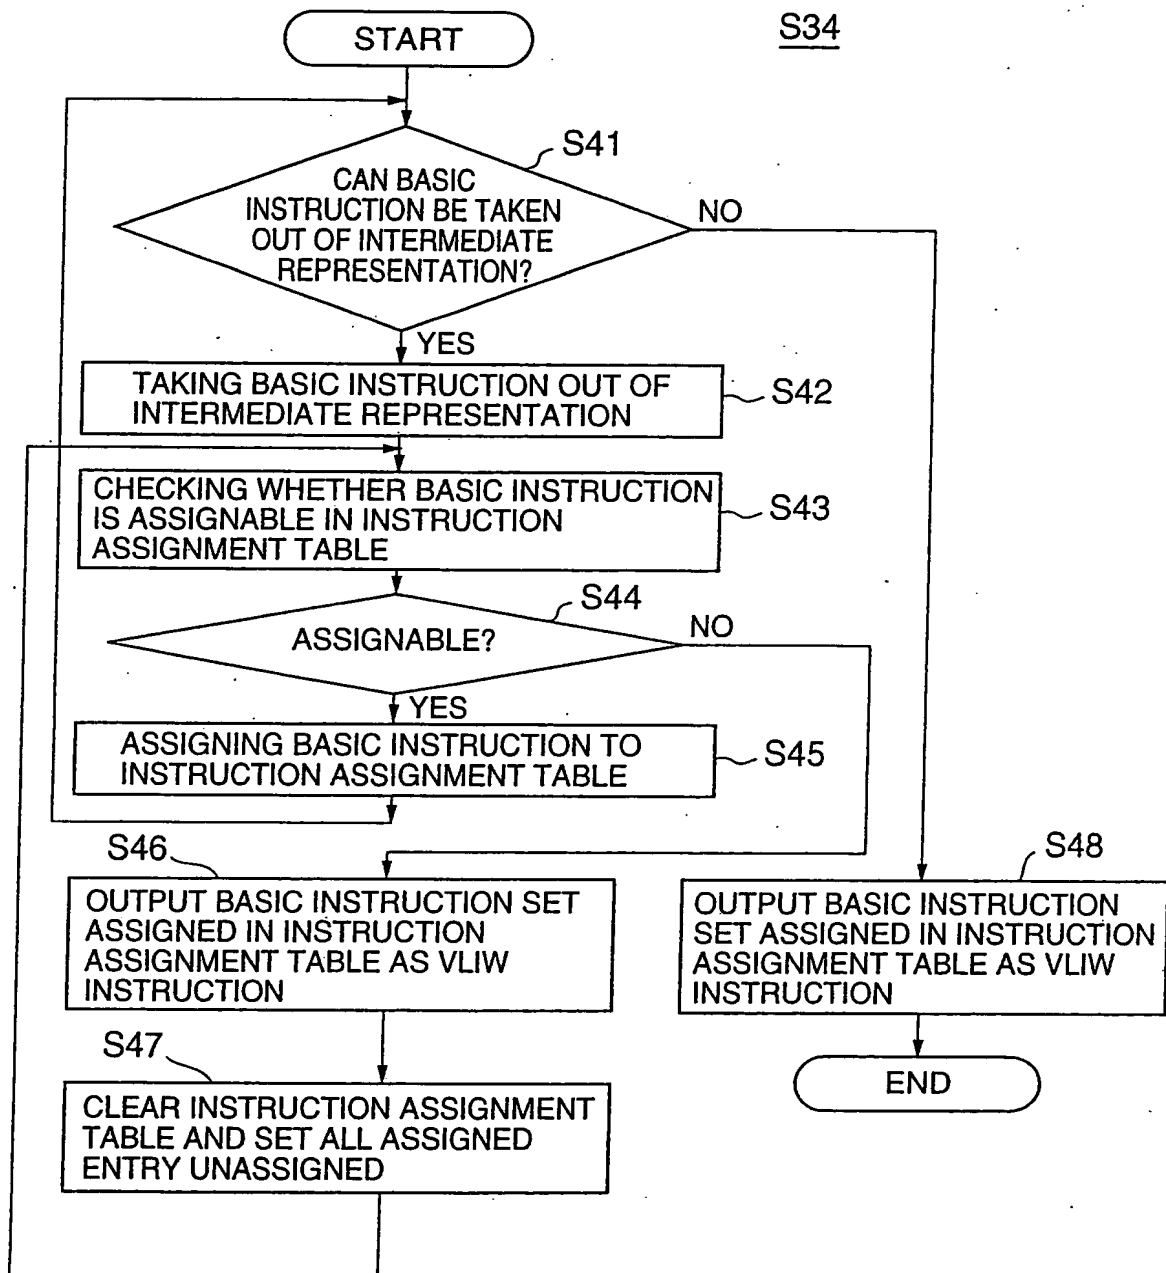 START
S34
S41
CAN BASIC
INSTRUCTION BE TAKEN
OUT OF INTERMEDIATE
REPRESENTATION?
NO
YES
TAKING BASIC INSTRUCTION OUT OF
INTERMEDIATE REPRESENTATION
S42
CHECKING WHETHER BASIC INSTRUCTION
IS ASSIGNABLE IN INSTRUCTION
ASSIGNMENT TABLE
S43
S44
ASSIGNABLE?
NO
YES
ASSIGNING BASIC INSTRUCTION TO
INSTRUCTION ASSIGNMENT TABLE
S45
S46
OUTPUT BASIC INSTRUCTION SET
ASSIGNED IN INSTRUCTION
ASSIGNMENT TABLE AS VLIW
INSTRUCTION
S48
OUTPUT BASIC INSTRUCTION
SET ASSIGNED IN INSTRUCTION
ASSIGNMENT TABLE AS VLIW
INSTRUCTION
S47
CLEAR INSTRUCTION ASSIGNMENT
TABLE AND SET ALL ASSIGNED
ENTRY UNASSIGNED
END